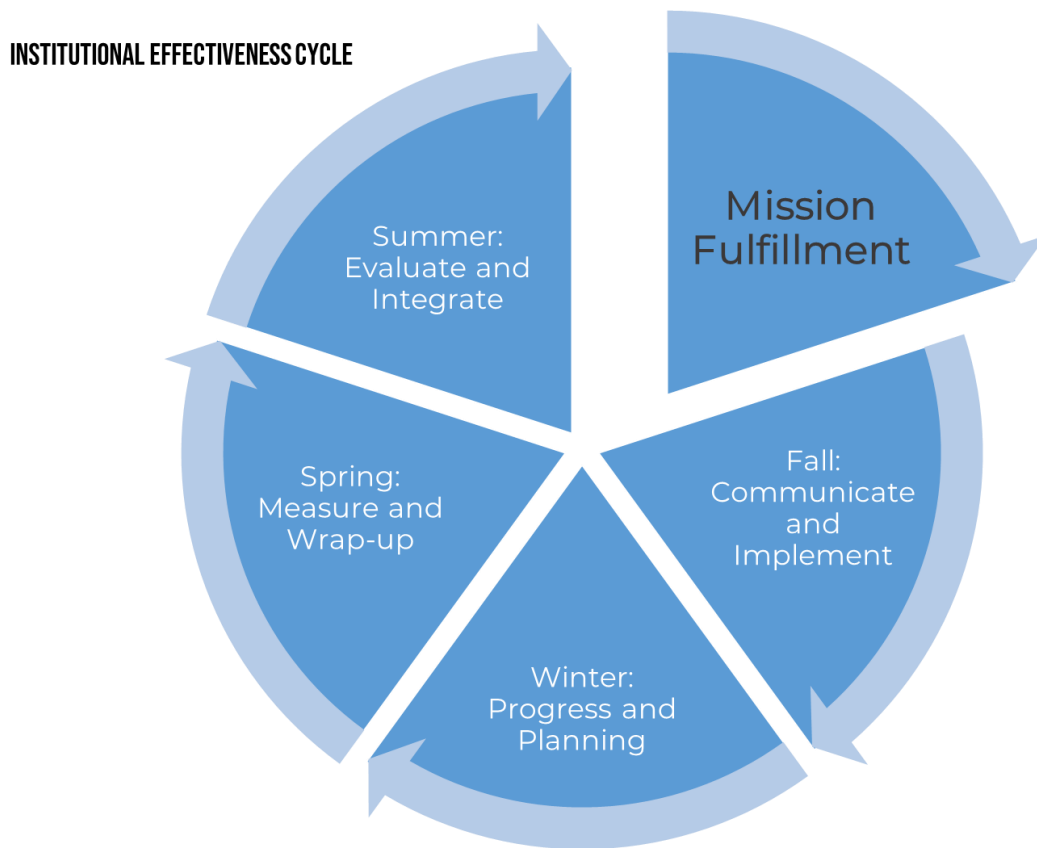 INSTITUTIONAL EFFECTIVENESS CYCLE
Mission
Fulfillment
Fall:
Communicate
and
Implement
Winter:
Progress and
Planning
Spring:
Measure and
Wrap-up
Summer:
Evaluate and
Integrate